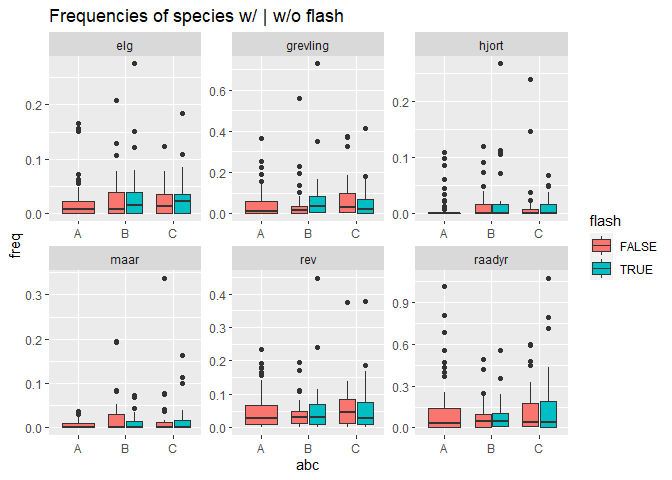 Frequencies of species w/ | w/o flash
elg grevling hjort
0.2
0.1
0.0
0.6
0.4
0.2
0.0
0.2
0.1
0.0
A B C A B C A B C
maar rev raadyr
0.3
0.2
0.1
0.0
0.4
0.3
0.2
0.1
0.0
0.9
0.6
0.3
0.0
A B C A B C A B C
freq
abc
flash
FALSE
TRUE